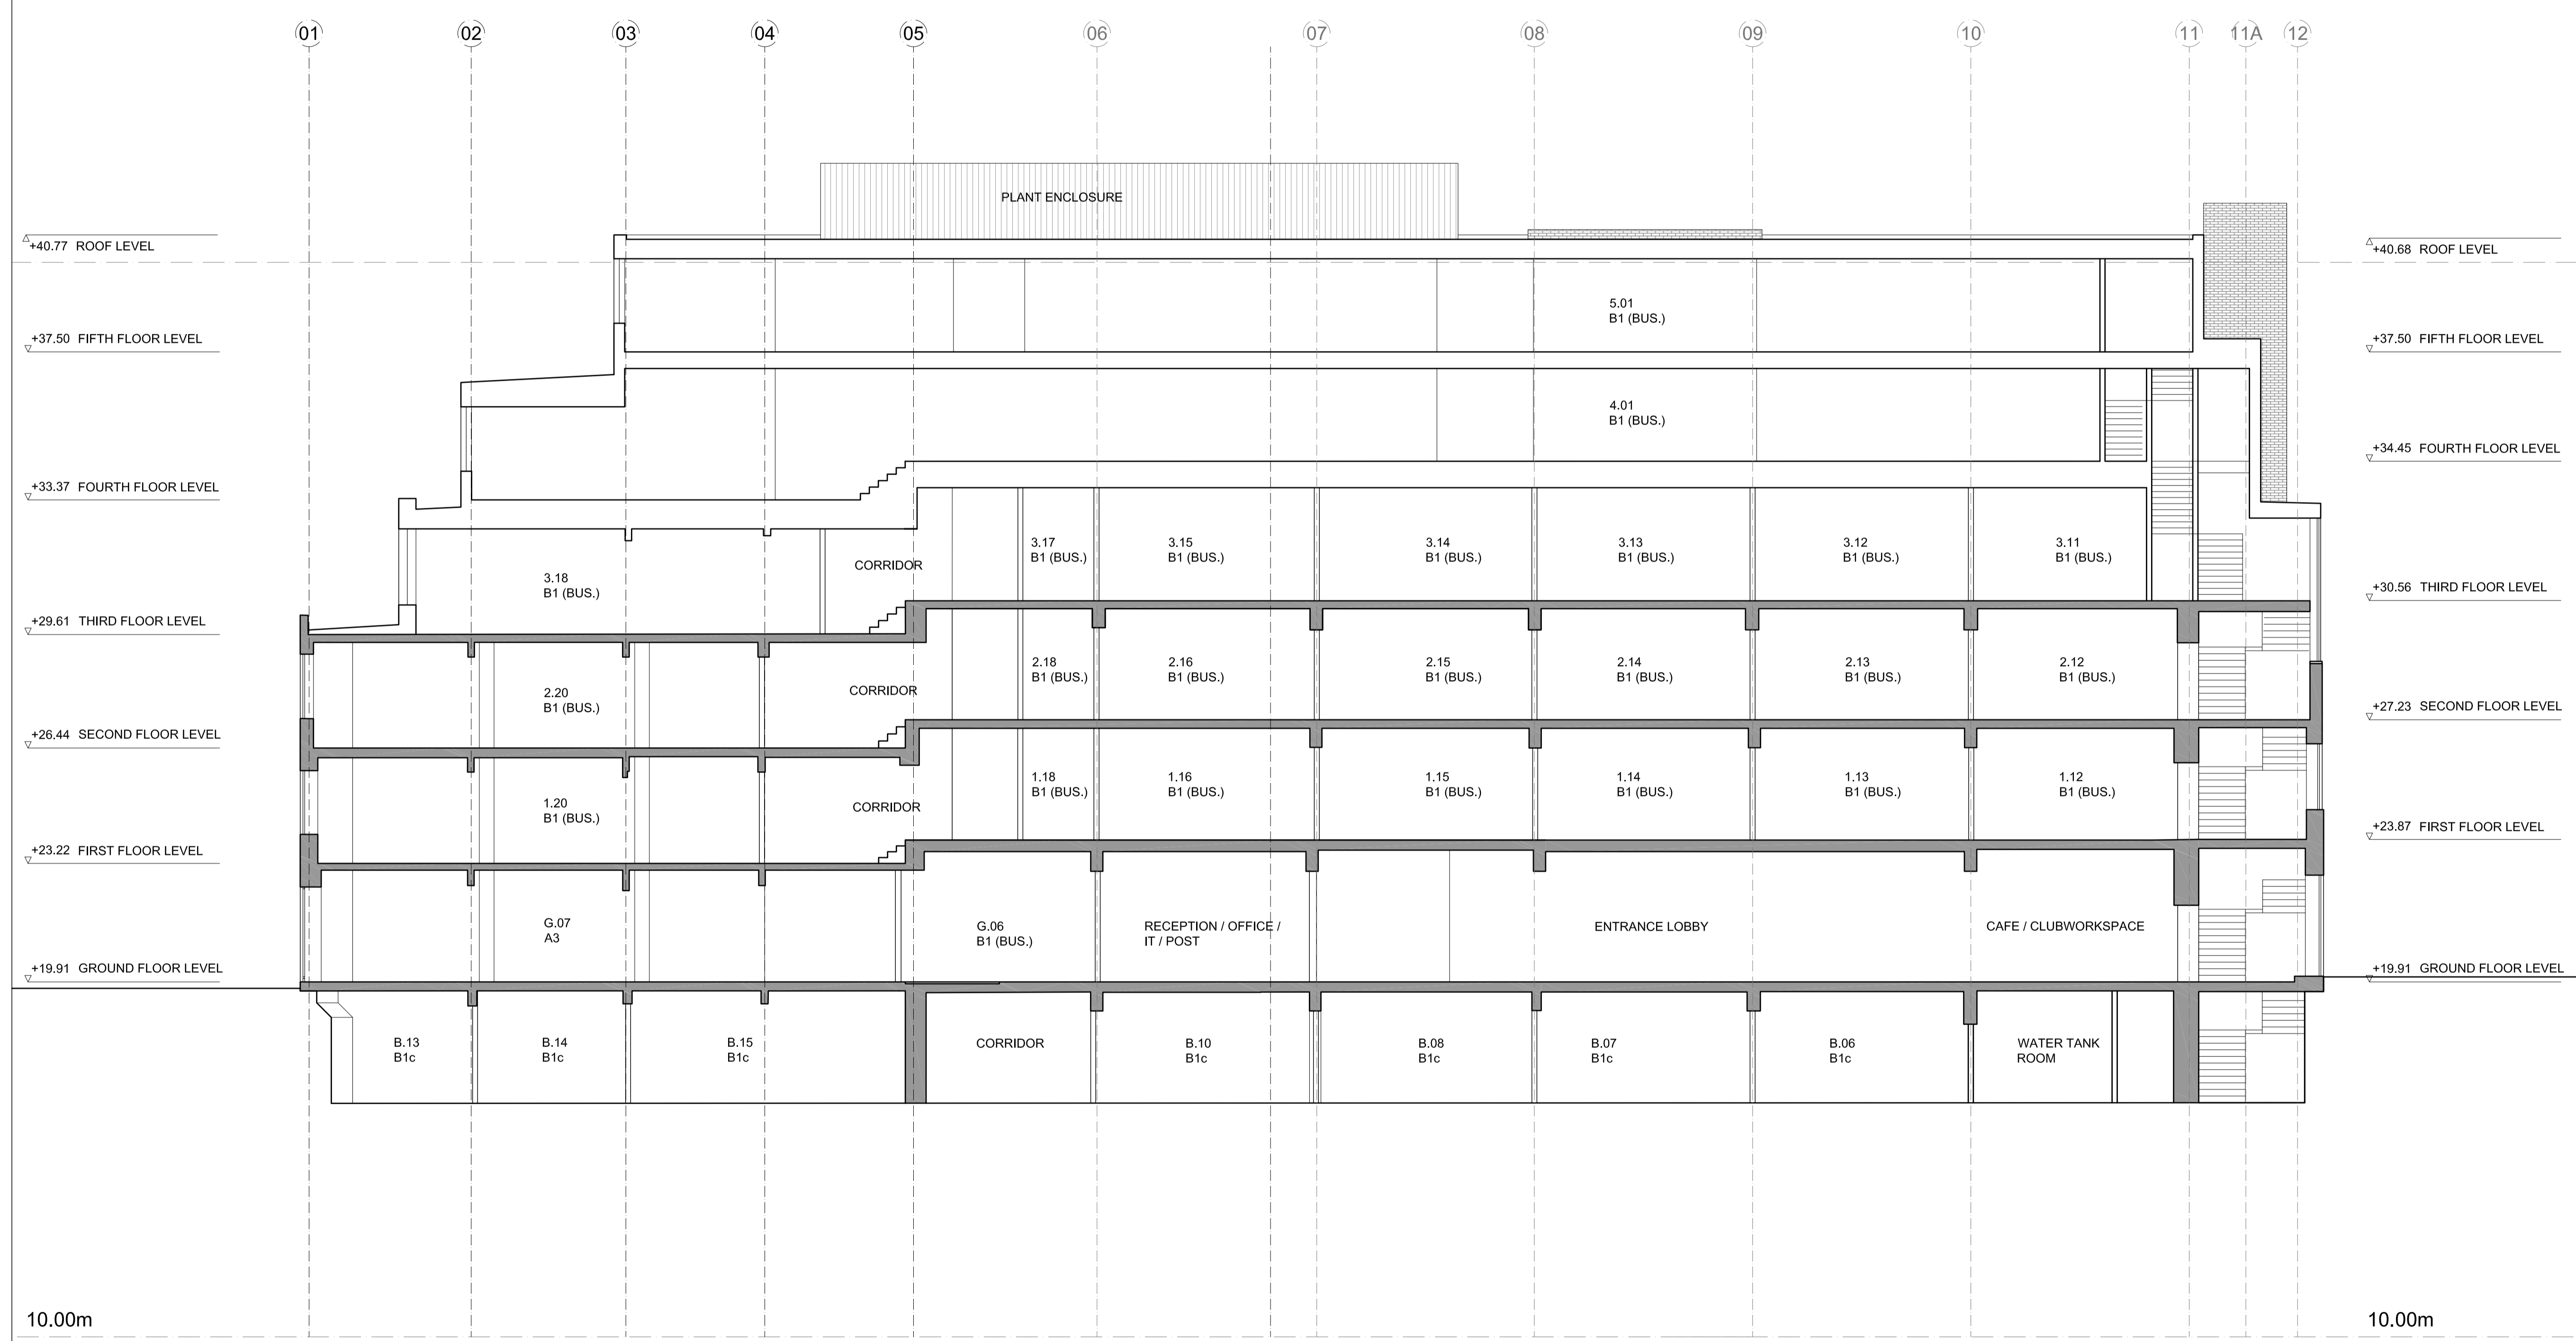 01 02 03 04 05 06 07 08 09 10 11 11A 12
PLANT ENCLOSURE
+40.77 ROOF LEVEL
+40.68 ROOF LEVEL
5.01
B1 (BUS.)
+37.50 FIFTH FLOOR LEVEL
+37.50 FIFTH FLOOR LEVEL
4.01
B1 (BUS.)
+34.45 FOURTH FLOOR LEVEL
+33.37 FOURTH FLOOR LEVEL
3.18
B1 (BUS.)
CORRIDOR
3.17
B1 (BUS.)
3.15
B1 (BUS.)
3.14
B1 (BUS.)
3.13
B1 (BUS.)
3.12
B1 (BUS.)
3.11
B1 (BUS.)
+30.56 THIRD FLOOR LEVEL
+29.61 THIRD FLOOR LEVEL
2.20
B1 (BUS.)
CORRIDOR
2.18
B1 (BUS.)
2.16
B1 (BUS.)
2.15
B1 (BUS.)
2.14
B1 (BUS.)
2.13
B1 (BUS.)
2.12
B1 (BUS.)
+27.23 SECOND FLOOR LEVEL
+26.44 SECOND FLOOR LEVEL
1.20
B1 (BUS.)
CORRIDOR
1.18
B1 (BUS.)
1.16
B1 (BUS.)
1.15
B1 (BUS.)
1.14
B1 (BUS.)
1.13
B1 (BUS.)
1.12
B1 (BUS.)
+23.87 FIRST FLOOR LEVEL
+23.22 FIRST FLOOR LEVEL
G.07
A3
G.06
B1 (BUS.)
RECEPTION / OFFICE /
IT / POST
ENTRANCE LOBBY
CAFE / CLUBWORKSPACE
+19.91 GROUND FLOOR LEVEL
+19.91 GROUND FLOOR LEVEL
B.13
B1c
B.14
B1c
B.15
B1c
CORRIDOR
B.10
B1c
B.08
B1c
B.07
B1c
B.06
B1c
WATER TANK
ROOM
10.00m
10.00m